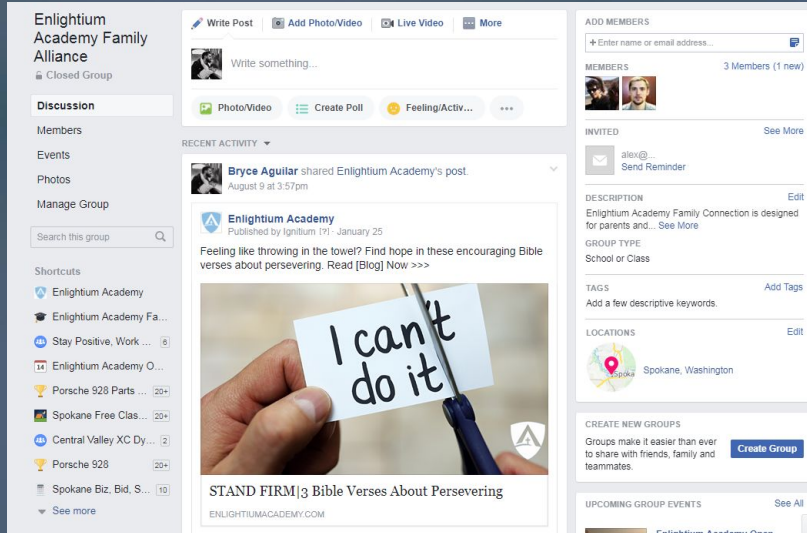 Enlightium
Academy Family
Alliance
Closed Group
Discussion
Members
Events
Photos
Manage Group
Search this group
Shortcuts
Enlightium Academy
Enlightium Academy Fa...
Stay Positive, Work ... 6
14 Enlightium Academy O...
Porsche 928 Parts ... 20+
Spokane Free Clas... 20+
Central Valley XC Dy... 2
Porsche 928 20+
Spokane Biz, Bid, S... 10
See more
Write Post
Add Photo/Video
Live Video
More
Write something...
Photo/Video
Create Poll
Feeling/Activ...
RECENT ACTIVITY
Bryce Aguilar shared Enlightium Academy's post.
August 9 at 3:57pm
Enlightium Academy
Published by Ignitium [?] · January 25
Feeling like throwing in the towel? Find hope in these encouraging Bible
verses about persevering. Read [Blog] Now >>>
I can't
do it
STAND FIRM|3 Bible Verses About Persevering
ENLIGHTIUMACADEMY.COM
ADD MEMBERS
+ Enter name or email address...
MEMBERS 3 Members (1 new)
INVITED See More
alex@...
Send Reminder
DESCRIPTION Edit
Enlightium Academy Family Connection is designed
for parents and... See More
GROUP TYPE
School or Class
TAGS Add Tags
Add a few descriptive keywords.
LOCATIONS Edit
Spoka
Spokane, Washington
CREATE NEW GROUPS
Groups make it easier than ever
to share with friends, family and
teammates.
Create Group
UPCOMING GROUP EVENTS See All
Enlightium Academy Open